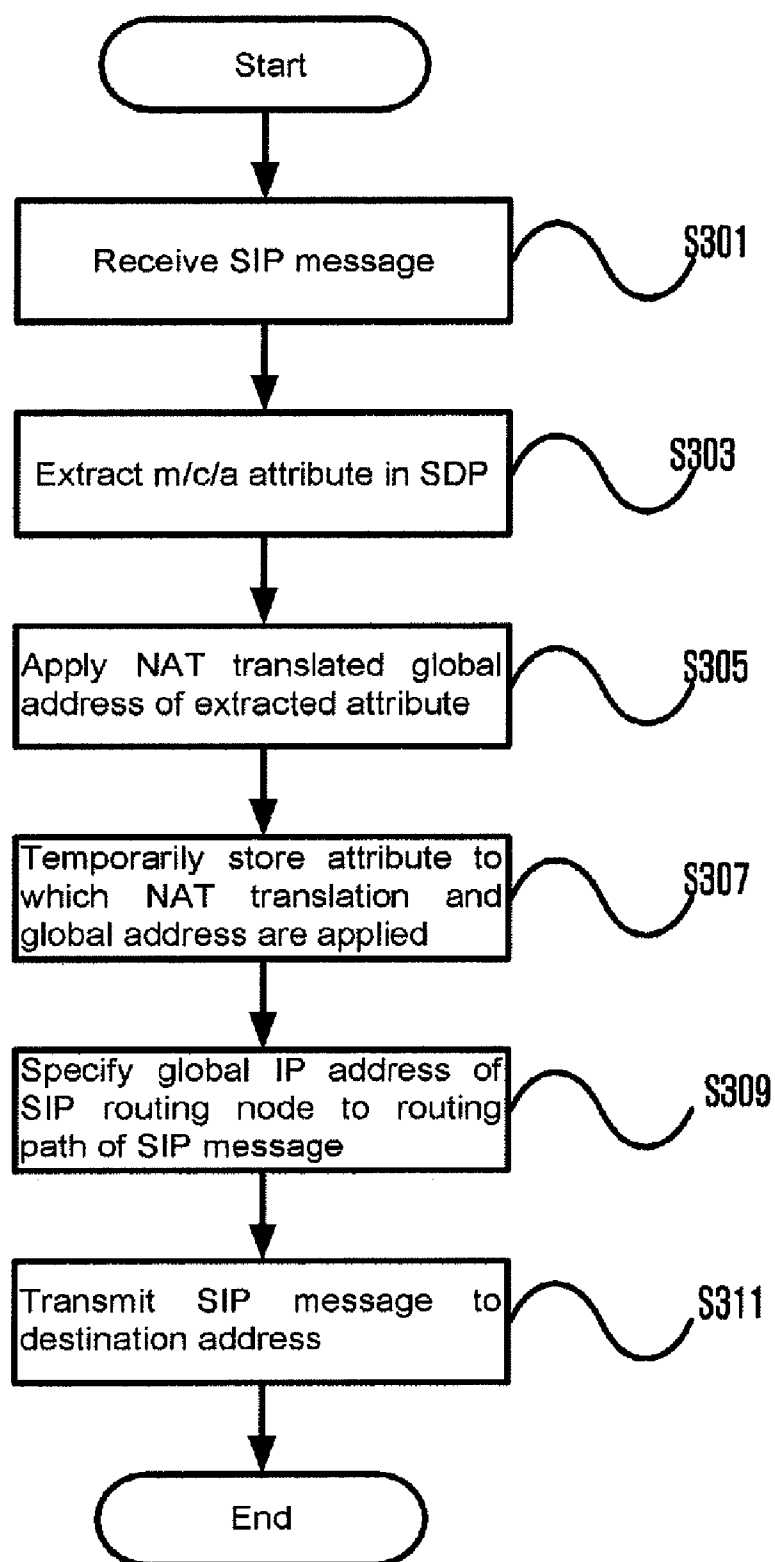 Start
Receive SIP message
S301
Extract m/c/a attribute in SDP
S303
Apply NAT translated global
address of extracted attribute
S305
Temporarily store attribute to
which NAT translation and
global address are applied
S307
Specify global IP address of
SIP routing node to routing
path of SIP message
S309
Transmit SIP message to
destination address
S311
End